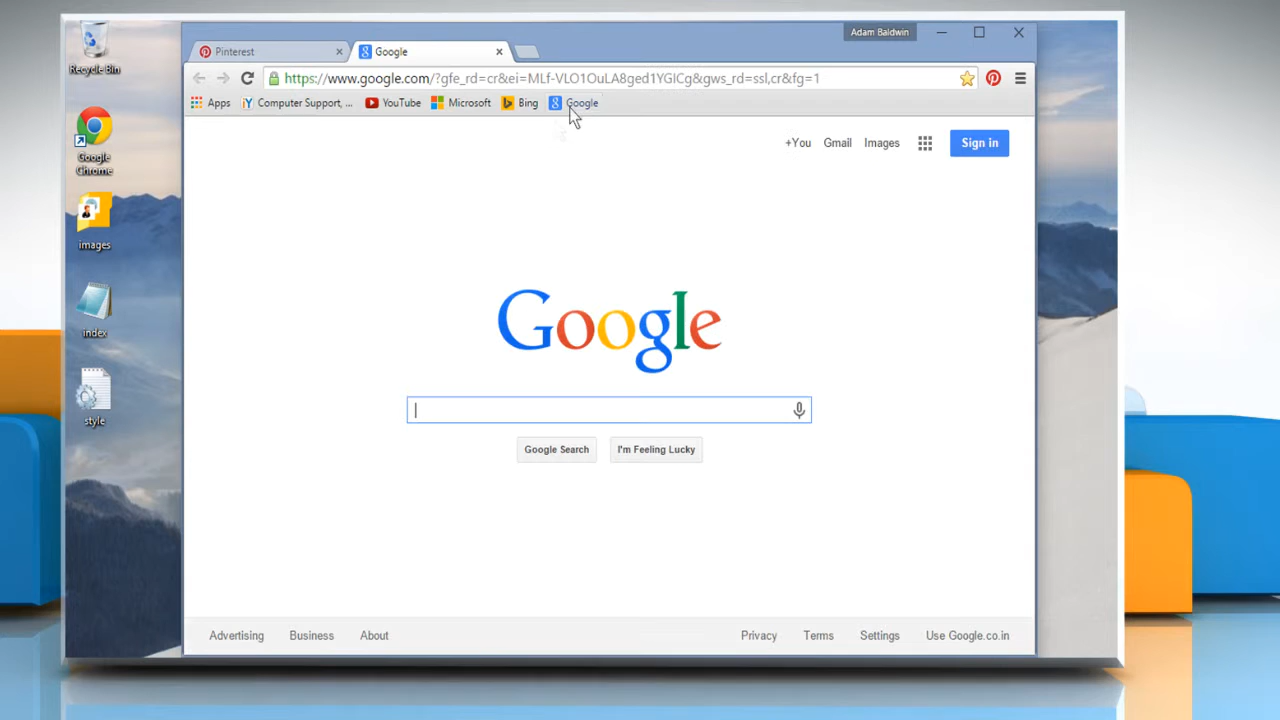 Recycle Bin
Google Chrome
images
index
style
Adam Baldwin
Pinterest
Google
https://www.google.com/?gfe_rd=cr&ei=MLf-VLO1OuLA8ged1YGICg&gws_rd=ssl,cr&fg=1
Apps Computer Support, ... YouTube Microsoft Bing Google
+You Gmail Images Sign in
Google
Google Search I'm Feeling Lucky
Advertising Business About Privacy Terms Settings Use Google.co.in